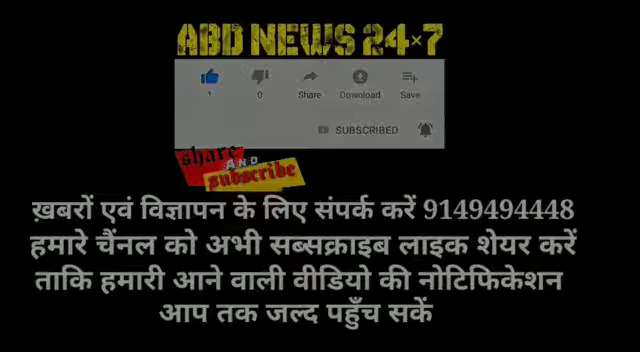 ABD NEWS 24×7
1 0 Share Download Save
SUBSCRIBED
share
AND
subscribe
ख़बरों एवं विज्ञापन के लिए संपर्क करें 9149494448
हमारे चैंनल को अभी सब्सक्राइब लाइक शेयर करें
ताकि हमारी आने वाली वीडियो की नोटिफिकेशन
आप तक जल्द पहुँच सकें